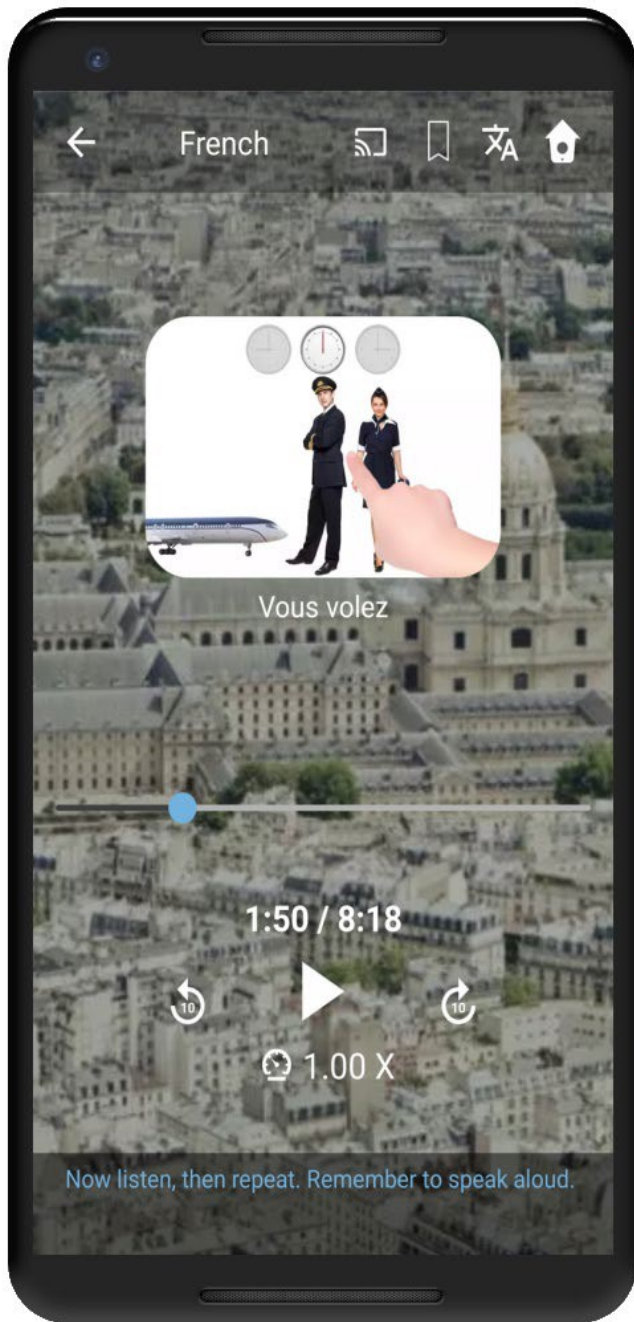 French
Vous volez
1:50 / 8:18
10
10
1.00 X
Now listen, then repeat. Remember to speak aloud.